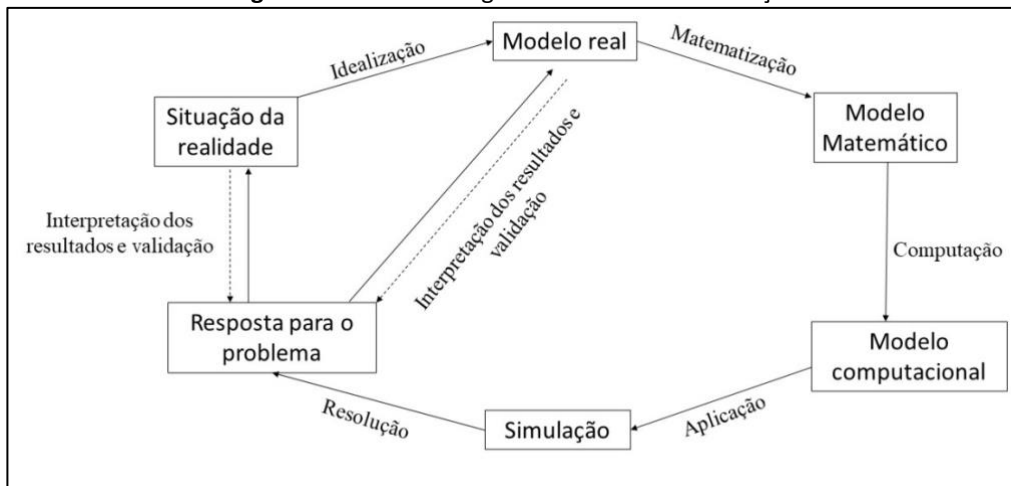 Modelo real
Idealização
Matematização
Situação da
realidade
Modelo
Matemático
Interpretação dos
resultados e validação
Interpretação dos resultados e
validação
Computação
Resposta para o
problema
Modelo
computacional
Resolução
Simulação
Aplicação